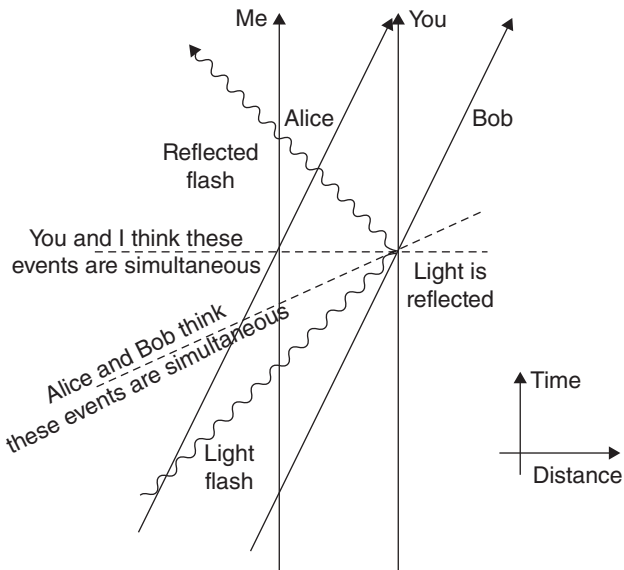 Me
You
Alice
Bob
Reflected
flash
You and I think these
events are simultaneous
Light is
reflected
Alice and Bob think
these events are simultaneous
Time
Light
flash
Distance